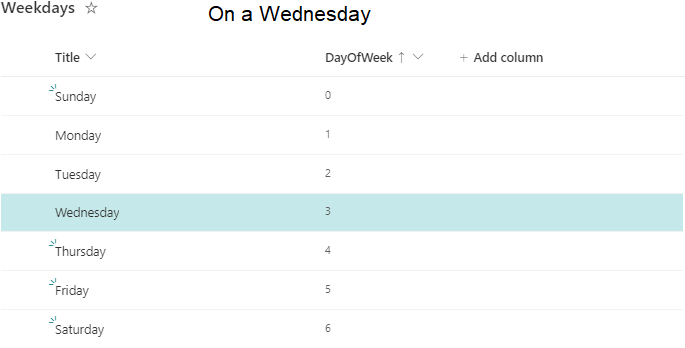 Weekdays On a Wednesday
Title DayOfWeek + Add column
Sunday 0
Monday 1
Tuesday 2
Wednesday 3
Thursday 4
Friday 5
Saturday 6